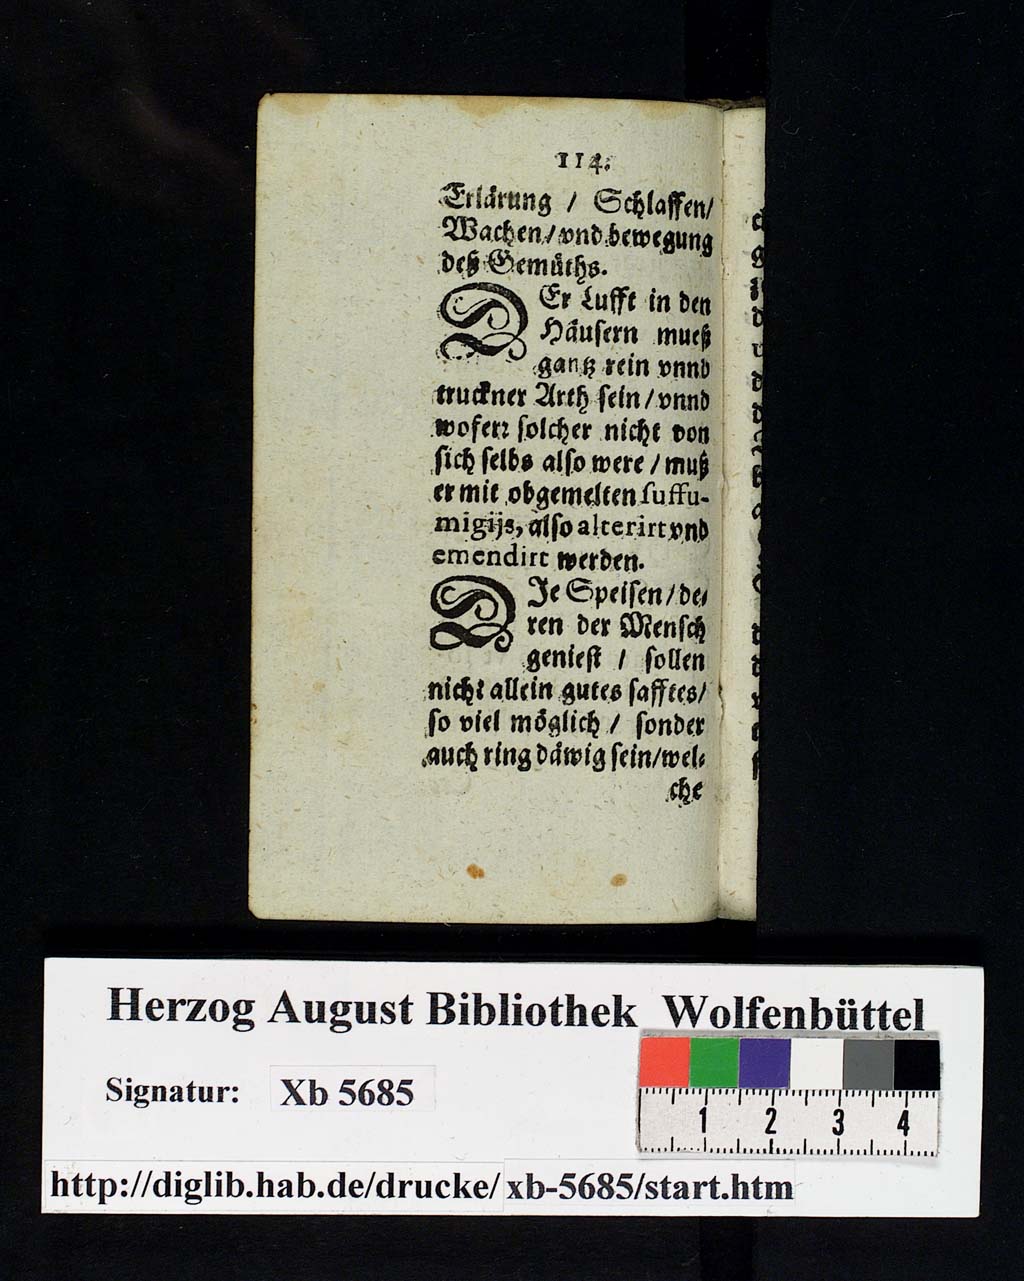 114.
Erlärung / Schlaffen/
Wachen/vnd bewegung
deß Gemüths.
DEr Lufft in den
Häusern mueß
gantz rein vnnd
truckner Arth sein/vnnd
wofern solcher nicht von
sich selbs also were/muß
er mit obgemelten suffu-
migijs, also alterirt vnd
emendirt werden.
DJe Speisen/de-
ren der Mensch
geniest / sollen
nicht allein gutes safftes/
so viel möglich / sonder
auch ring däwig sein/wel-
che
Herzog August Bibliothek Wolfenbüttel
Signatur: Xb 5685
1 2 3 4
http://diglib.hab.de/drucke/xb-5685/start.htm